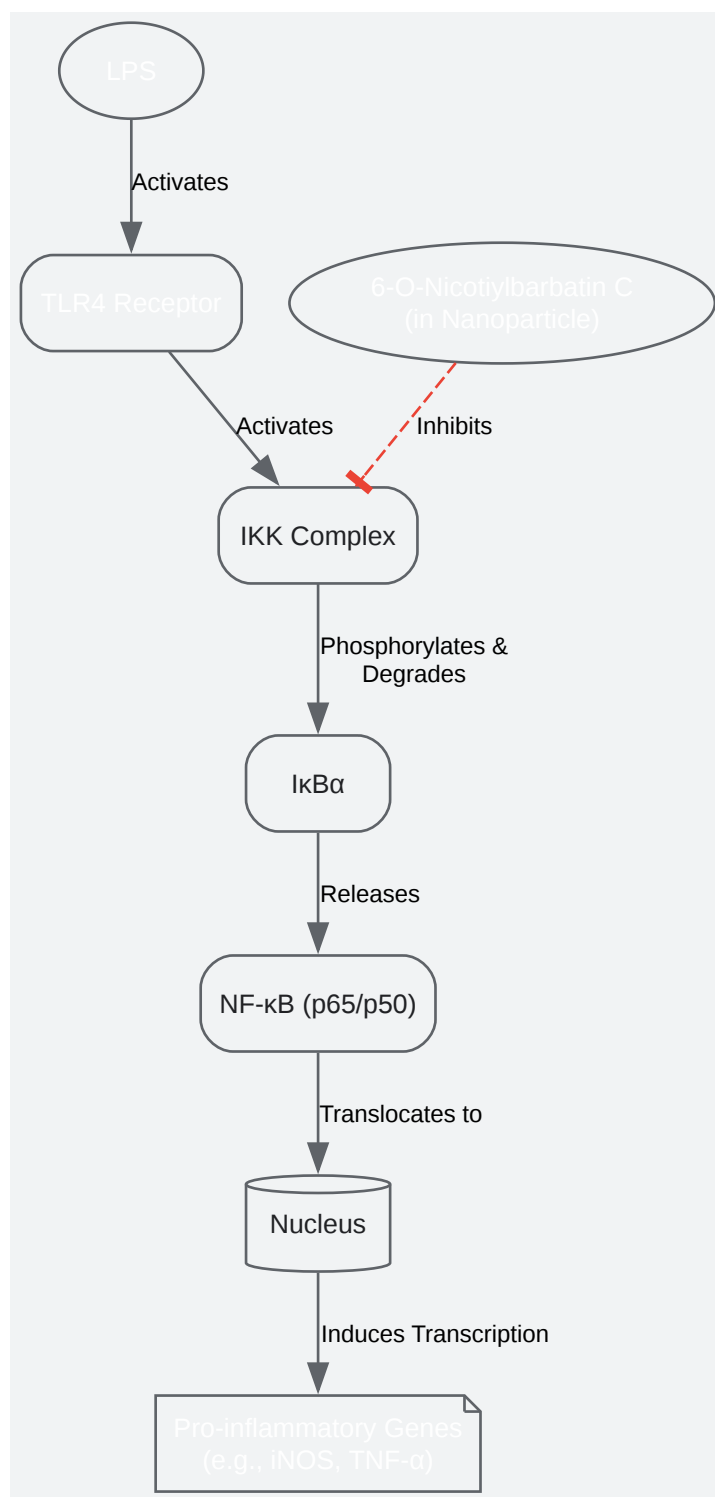 LPS
Activates
TLR4 Receptor
6-O-Nicotiylbarbatin C
(in Nanoparticle)
Activates
Inhibits
IKK Complex
Phosphorylates &
Degrades
IκBα
Releases
NF-κB (p65/p50)
Translocates to
Nucleus
Induces Transcription
Pro-inflammatory Genes
(e.g., iNOS, TNF-α)